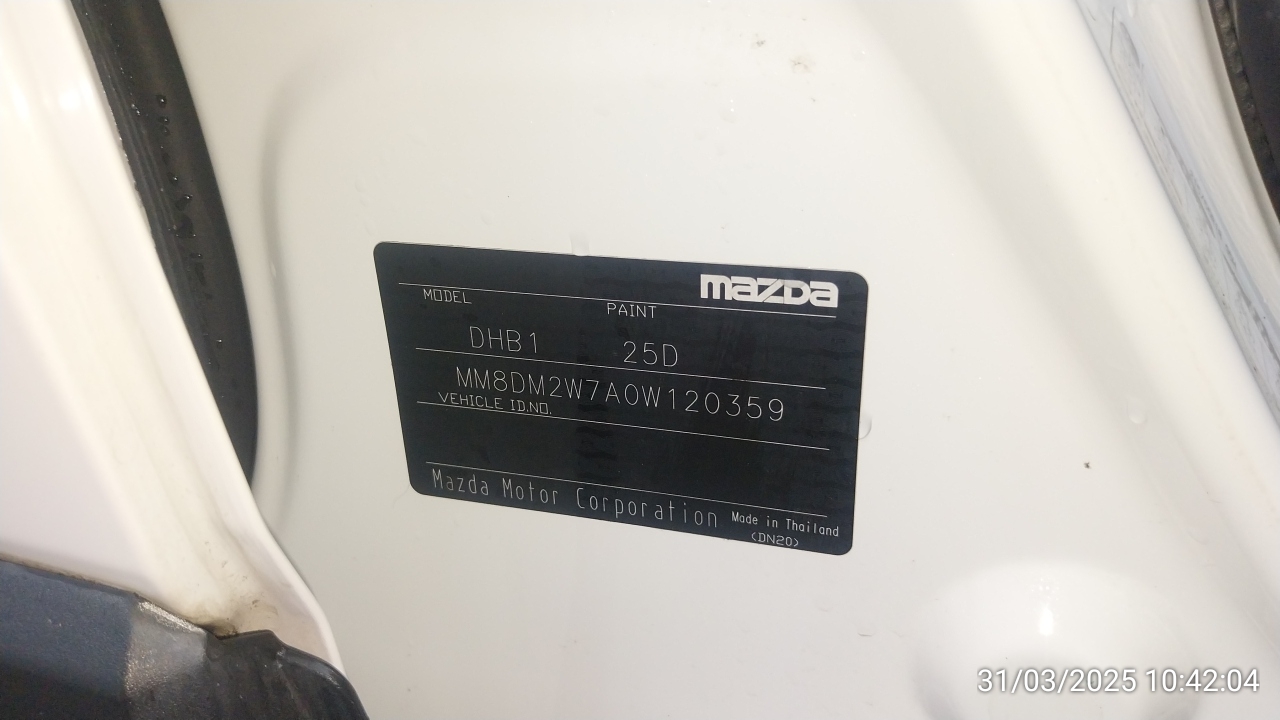 mazda
MODEL PAINT
DHB1 25D
MM8DM2W7A0W120359
VEHICLE ID.NO.
Mazda Motor Corporation Made in Thailand
(DN20)
31/03/2025 10:42:04